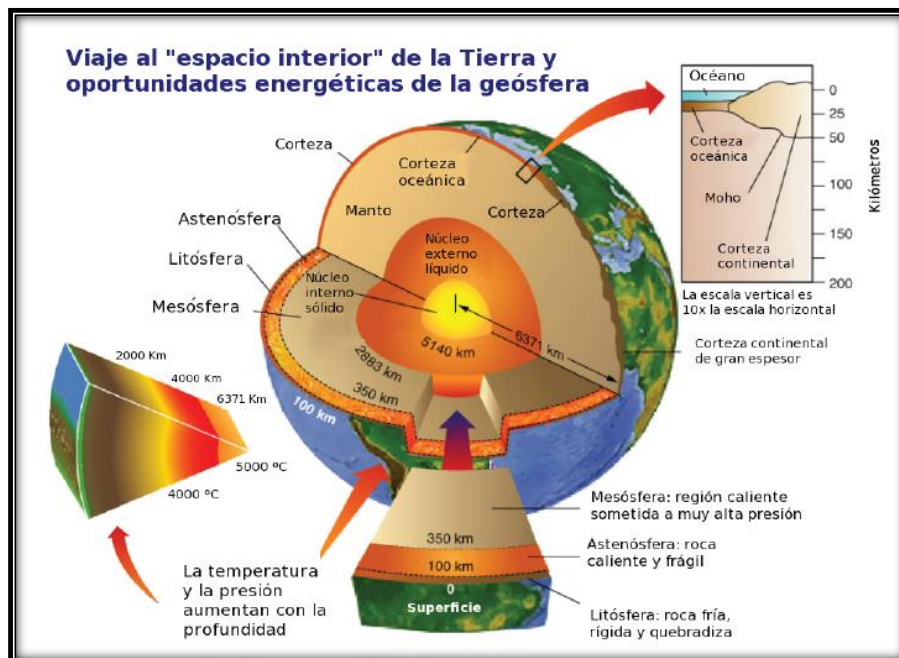 Viaje al "espacio interior" de la Tierra y
oportunidades energéticas de la geósfera
Océano
Corteza
oceánica
Moho
Corteza
continental
0
25
50
100
150
200
Kilómetros
La escala vertical es
10x la escala horizontal
Corteza
Corteza
oceánica
Manto
Corteza
Astenósfera
Litósfera
Mesósfera
Núcleo
externo
líquido
Núcleo
interno
sólido
6371 km
5140 km
2883 km
350 km
100 km
Corteza continental
de gran espesor
2000 Km
4000 Km
6371 Km
5000 ºC
4000 ºC
La temperatura
y la presión
aumentan con la
profundidad
350 km
100 km
0
Superficie
Mesósfera: región caliente
sometida a muy alta presión
Astenósfera: roca
caliente y frágil
Litósfera: roca fría,
rígida y quebradiza